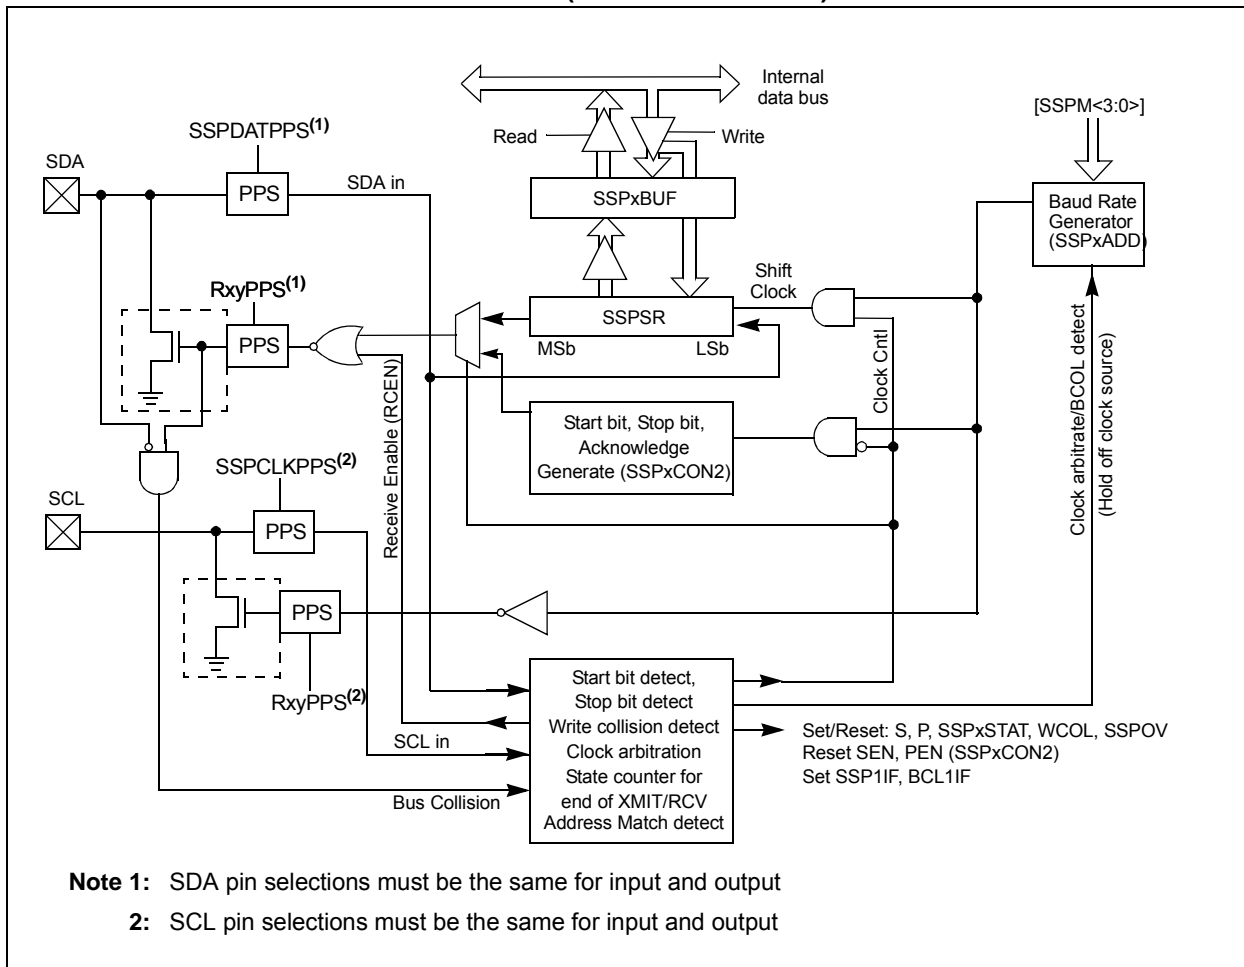 Internal
data bus
[SSPM<3:0>]
SSPDATPPS(1)
Read
Write
SDA
PPS
SDA in
SSPxBUF
Baud Rate
Generator
(SSPxADD)
Shift
Clock
RxyPPS(1)
PPS
SSPSR
MSb
LSb
Clock Cntl
Clock arbitrate/BCOL detect
(Hold off clock source)
Receive Enable (RCEN)
Start bit, Stop bit,
Acknowledge
Generate (SSPxCON2)
SSPCLKPPS(2)
SCL
PPS
PPS
RxyPPS(2)
SCL in
Bus Collision
Start bit detect,
Stop bit detect
Write collision detect
Clock arbitration
State counter for
end of XMIT/RCV
Address Match detect
Set/Reset: S, P, SSPxSTAT, WCOL, SSPOV
Reset SEN, PEN (SSPxCON2)
Set SSP1IF, BCL1IF
Note 1: SDA pin selections must be the same for input and output
2: SCL pin selections must be the same for input and output